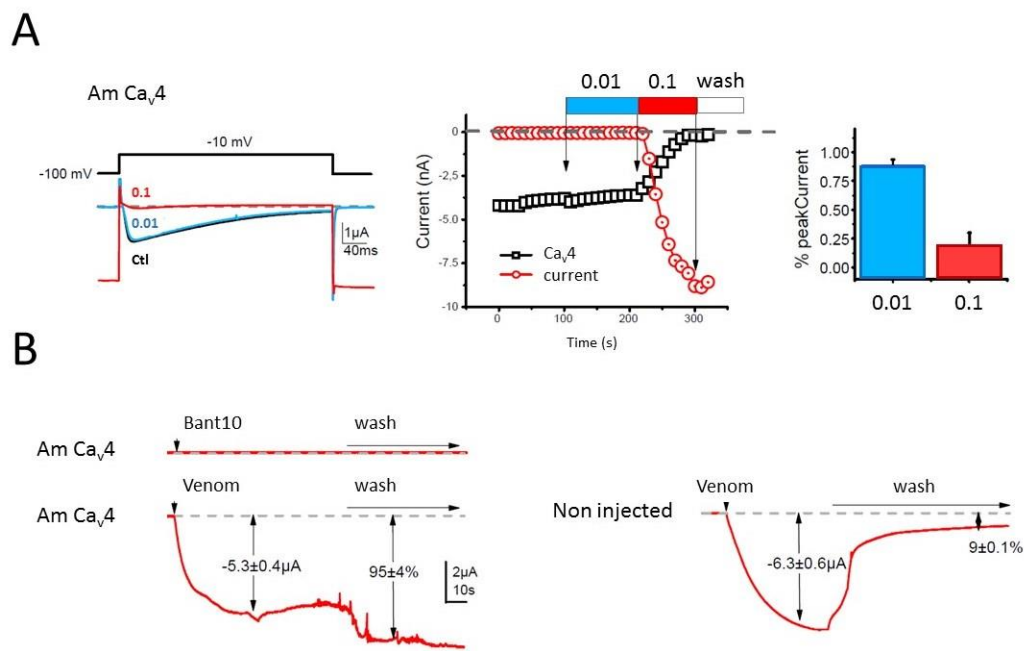 A
Am Cav4
-10 mV
-100 mV
0.1
0.01
Ctl
1µA
40ms
0.01 0.1 wash
Current (nA)
0
-2.5
-5.0
-7.5
-10
Cav4
current
0 100 200 300
Time (s)
% peakCurrent
1.00
0.75
0.25
0.00
0.01 0.1
B
Am Cav4
Bant10 wash
Am Cav4
Venom wash
-5.3±0.4µA
95±4%
2µA
10s
Non injected
Venom wash
-6.3±0.6µA
9±0.1%